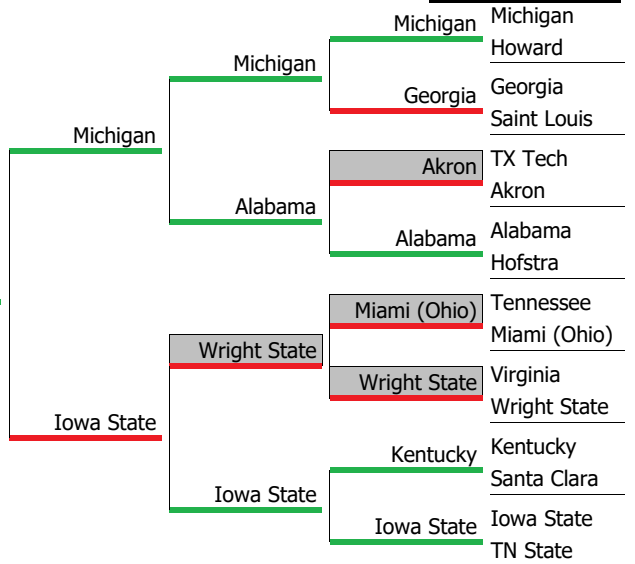 Michigan
Howard
Georgia
Saint Louis
TX Tech
Akron
Alabama
Hofstra
Tennessee
Miami (Ohio)
Virginia
Wright State
Kentucky
Santa Clara
Iowa State
TN State
Michigan
Georgia
Akron
Alabama
Miami (Ohio)
Wright State
Kentucky
Iowa State
Michigan
Alabama
Wright State
Iowa State
Michigan
Iowa State